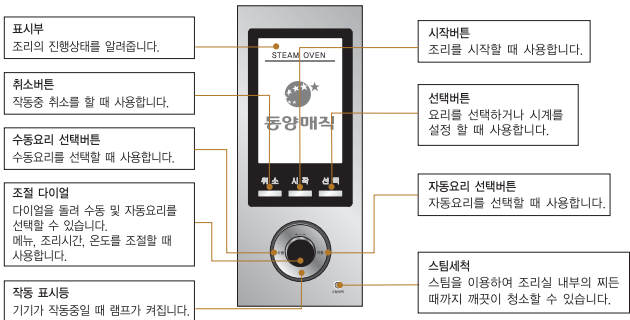 표시부
조리의 진행상태를 알려줍니다.
취소버튼
작동중 취소를 할 때 사용합니다.
수동요리 선택버튼
수동요리를 선택할 때 사용합니다.
조절 다이얼
다이얼을 돌려 수동 및 자동요리를
선택할 수 있습니다.
메뉴, 조리시간, 온도를 조절할 때
사용합니다.
작동 표시등
기기가 작동중일 때 램프가 켜집니다.
STEAM OVEN
동양매직
취소 시작 선택
시작버튼
조리를 시작할 때 사용합니다.
선택버튼
요리를 선택하거나 시계를
설정 할 때 사용합니다.
자동요리 선택버튼
자동요리를 선택할 때 사용합니다.
스팀세척
스팀을 이용하여 조리실 내부의 찌든
때까지 깨끗이 청소할 수 있습니다.